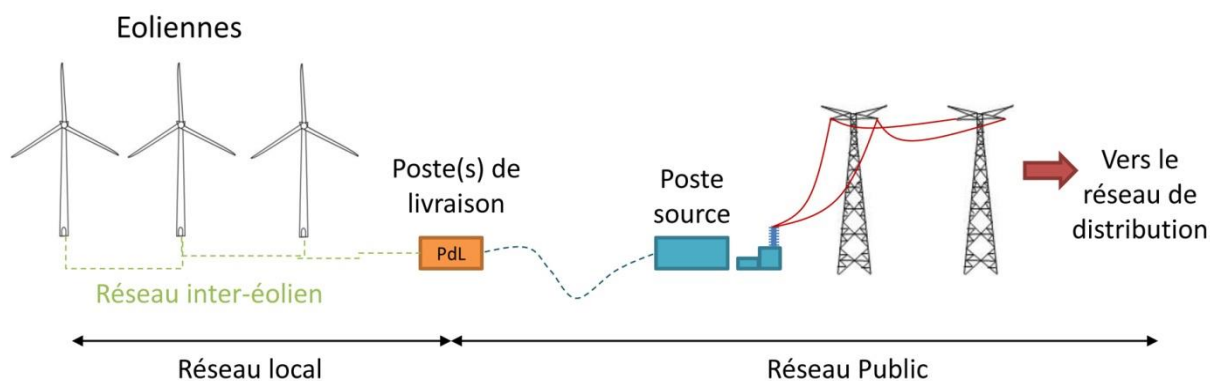 Eoliennes
Poste(s) de
livraison
Poste
source
Vers le
réseau de
distribution
PdL
Réseau inter-éolien
Réseau local
Réseau Public